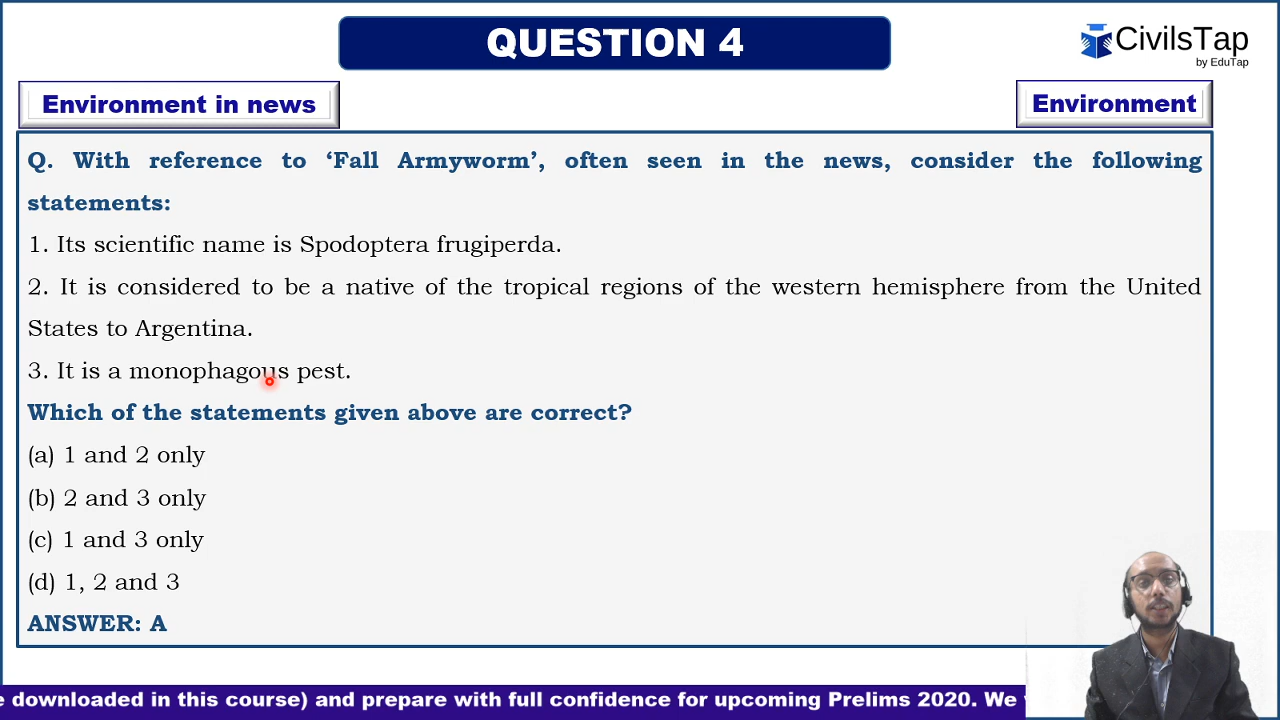 QUESTION 4
CivilsTap
by EduTap
Environment in news
Environment
Q. With reference to ‘Fall Armyworm’, often seen in the news, consider the following
statements:
1. Its scientific name is Spodoptera frugiperda.
2. It is considered to be a native of the tropical regions of the western hemisphere from the United
States to Argentina.
3. It is a monophagous pest.
Which of the statements given above are correct?
(a) 1 and 2 only
(b) 2 and 3 only
(c) 1 and 3 only
(d) 1, 2 and 3
ANSWER: A
e downloaded in this course) and prepare with full confidence for upcoming Prelims 2020. We